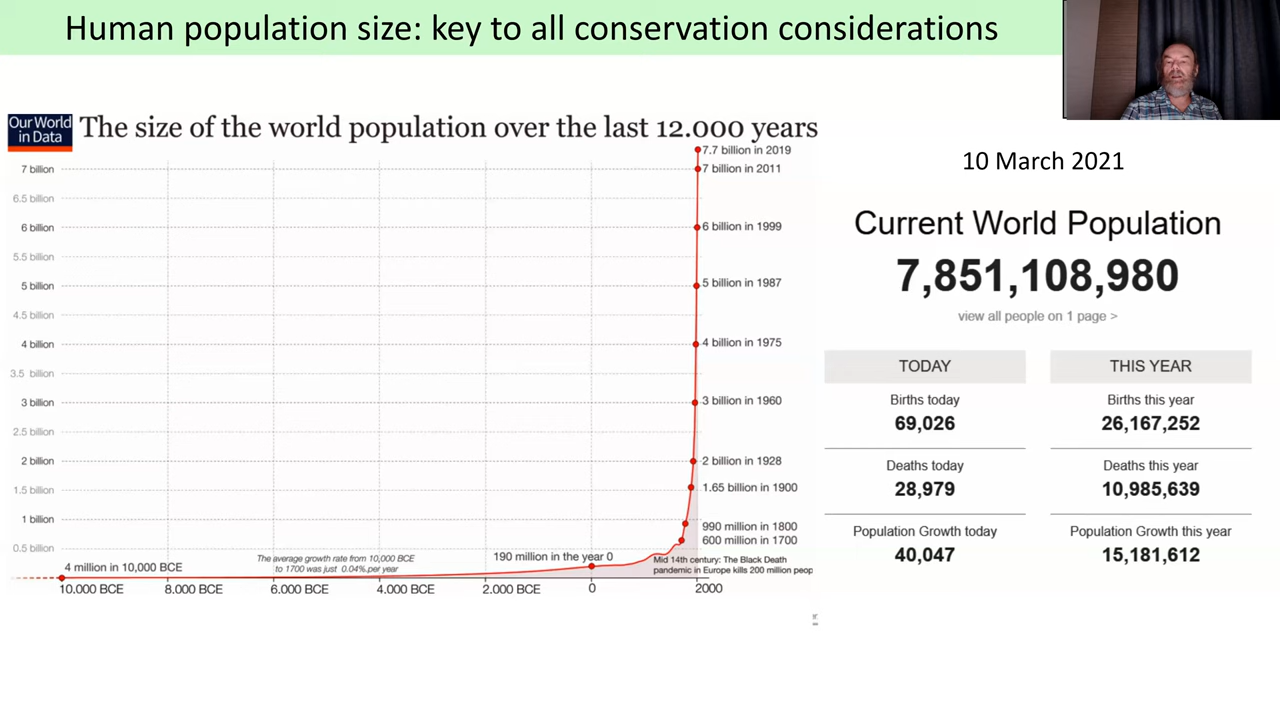 Human population size: key to all conservation considerations
Our World
in Data
The size of the world population over the last 12.000 years
7.7 billion in 2019
7 billion
7 billion in 2011
6.5 billion
6 billion
6 billion in 1999
5.5 billion
5 billion
5 billion in 1987
4.5 billion
4 billion
4 billion in 1975
3.5 billion
3 billion
3 billion in 1960
2.5 billion
2 billion
2 billion in 1928
1.5 billion
1.65 billion in 1900
1 billion
990 million in 1800
600 million in 1700
0.5 billion
4 million in 10,000 BCE
The average growth rate from 10,000 BCE
to 1700 was just 0.04% per year
190 million in the year 0
Mid 14th century: The Black Death
pandemic in Europe kills 200 million peop
10.000 BCE
8.000 BCE
6.000 BCE
4.000 BCE
2.000 BCE
0
2000
10 March 2021
Current World Population
7,851,108,980
view all people on 1 page >
TODAY
Births today
69,026
Deaths today
28,979
Population Growth today
40,047
THIS YEAR
Births this year
26,167,252
Deaths this year
10,985,639
Population Growth this year
15,181,612